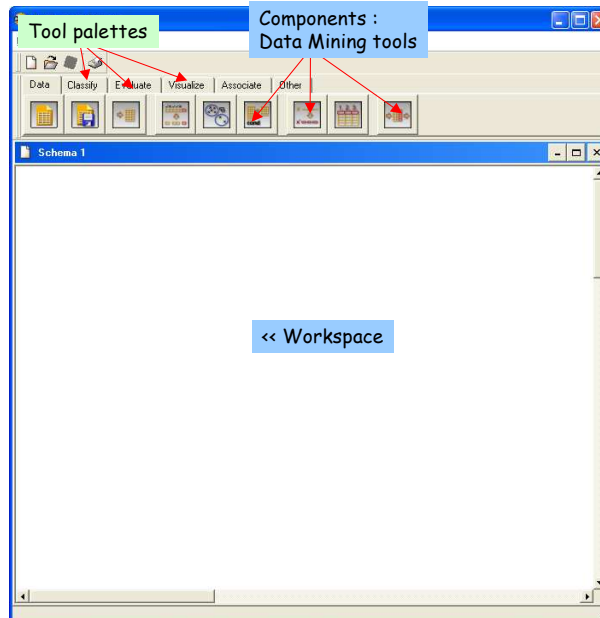 Tool palettes
Components :
Data Mining tools
Data Classify Evaluate Visualize Associate Other
Schema 1
<< Workspace